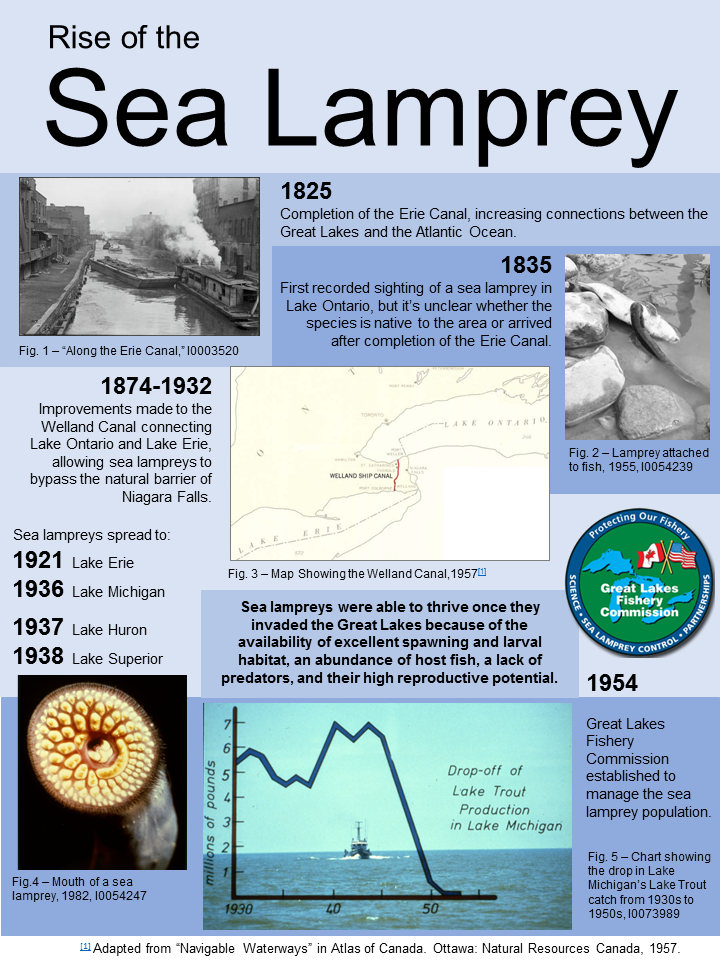 Rise of the
Sea Lamprey
1825
Completion of the Erie Canal, increasing connections between the
Great Lakes and the Atlantic Ocean.
Fig. 1 – “Along the Erie Canal,” I0003520
1835
First recorded sighting of a sea lamprey in
Lake Ontario, but it’s unclear whether the
species is native to the area or arrived
after completion of the Erie Canal.
Fig. 2 – Lamprey attached
to fish, 1955, I0054239
1874-1932
Improvements made to the
Welland Canal connecting
Lake Ontario and Lake Erie,
allowing sea lampreys to
bypass the natural barrier of
Niagara Falls.
TORONTO
LAKE ONTARIO
HAMILTON
WELLAND SHIP CANAL
LAKE ERIE
Fig. 3 – Map Showing the Welland Canal, 1957[1]
Sea lampreys spread to:
1921 Lake Erie
1936 Lake Michigan
1937 Lake Huron
1938 Lake Superior
Sea lampreys were able to thrive once they
invaded the Great Lakes because of the
availability of excellent spawning and larval
habitat, an abundance of host fish, a lack of
predators, and their high reproductive potential.
Protecting Our Fishery
Great Lakes
Fishery
Commission
SCIENCE • SEA LAMPREY CONTROL • PARTNERSHIPS
1954
Great Lakes
Fishery
Commission
established to
manage the sea
lamprey population.
Fig.4 – Mouth of a sea
lamprey, 1982, I0054247
millions of pounds
7
6
5
4
3
2
1
1930 40 50
Drop-off of
Lake Trout
Production
in Lake Michigan
Fig. 5 – Chart showing
the drop in Lake
Michigan’s Lake Trout
catch from 1930s to
1950s, I0073989
[1] Adapted from “Navigable Waterways” in Atlas of Canada. Ottawa: Natural Resources Canada, 1957.